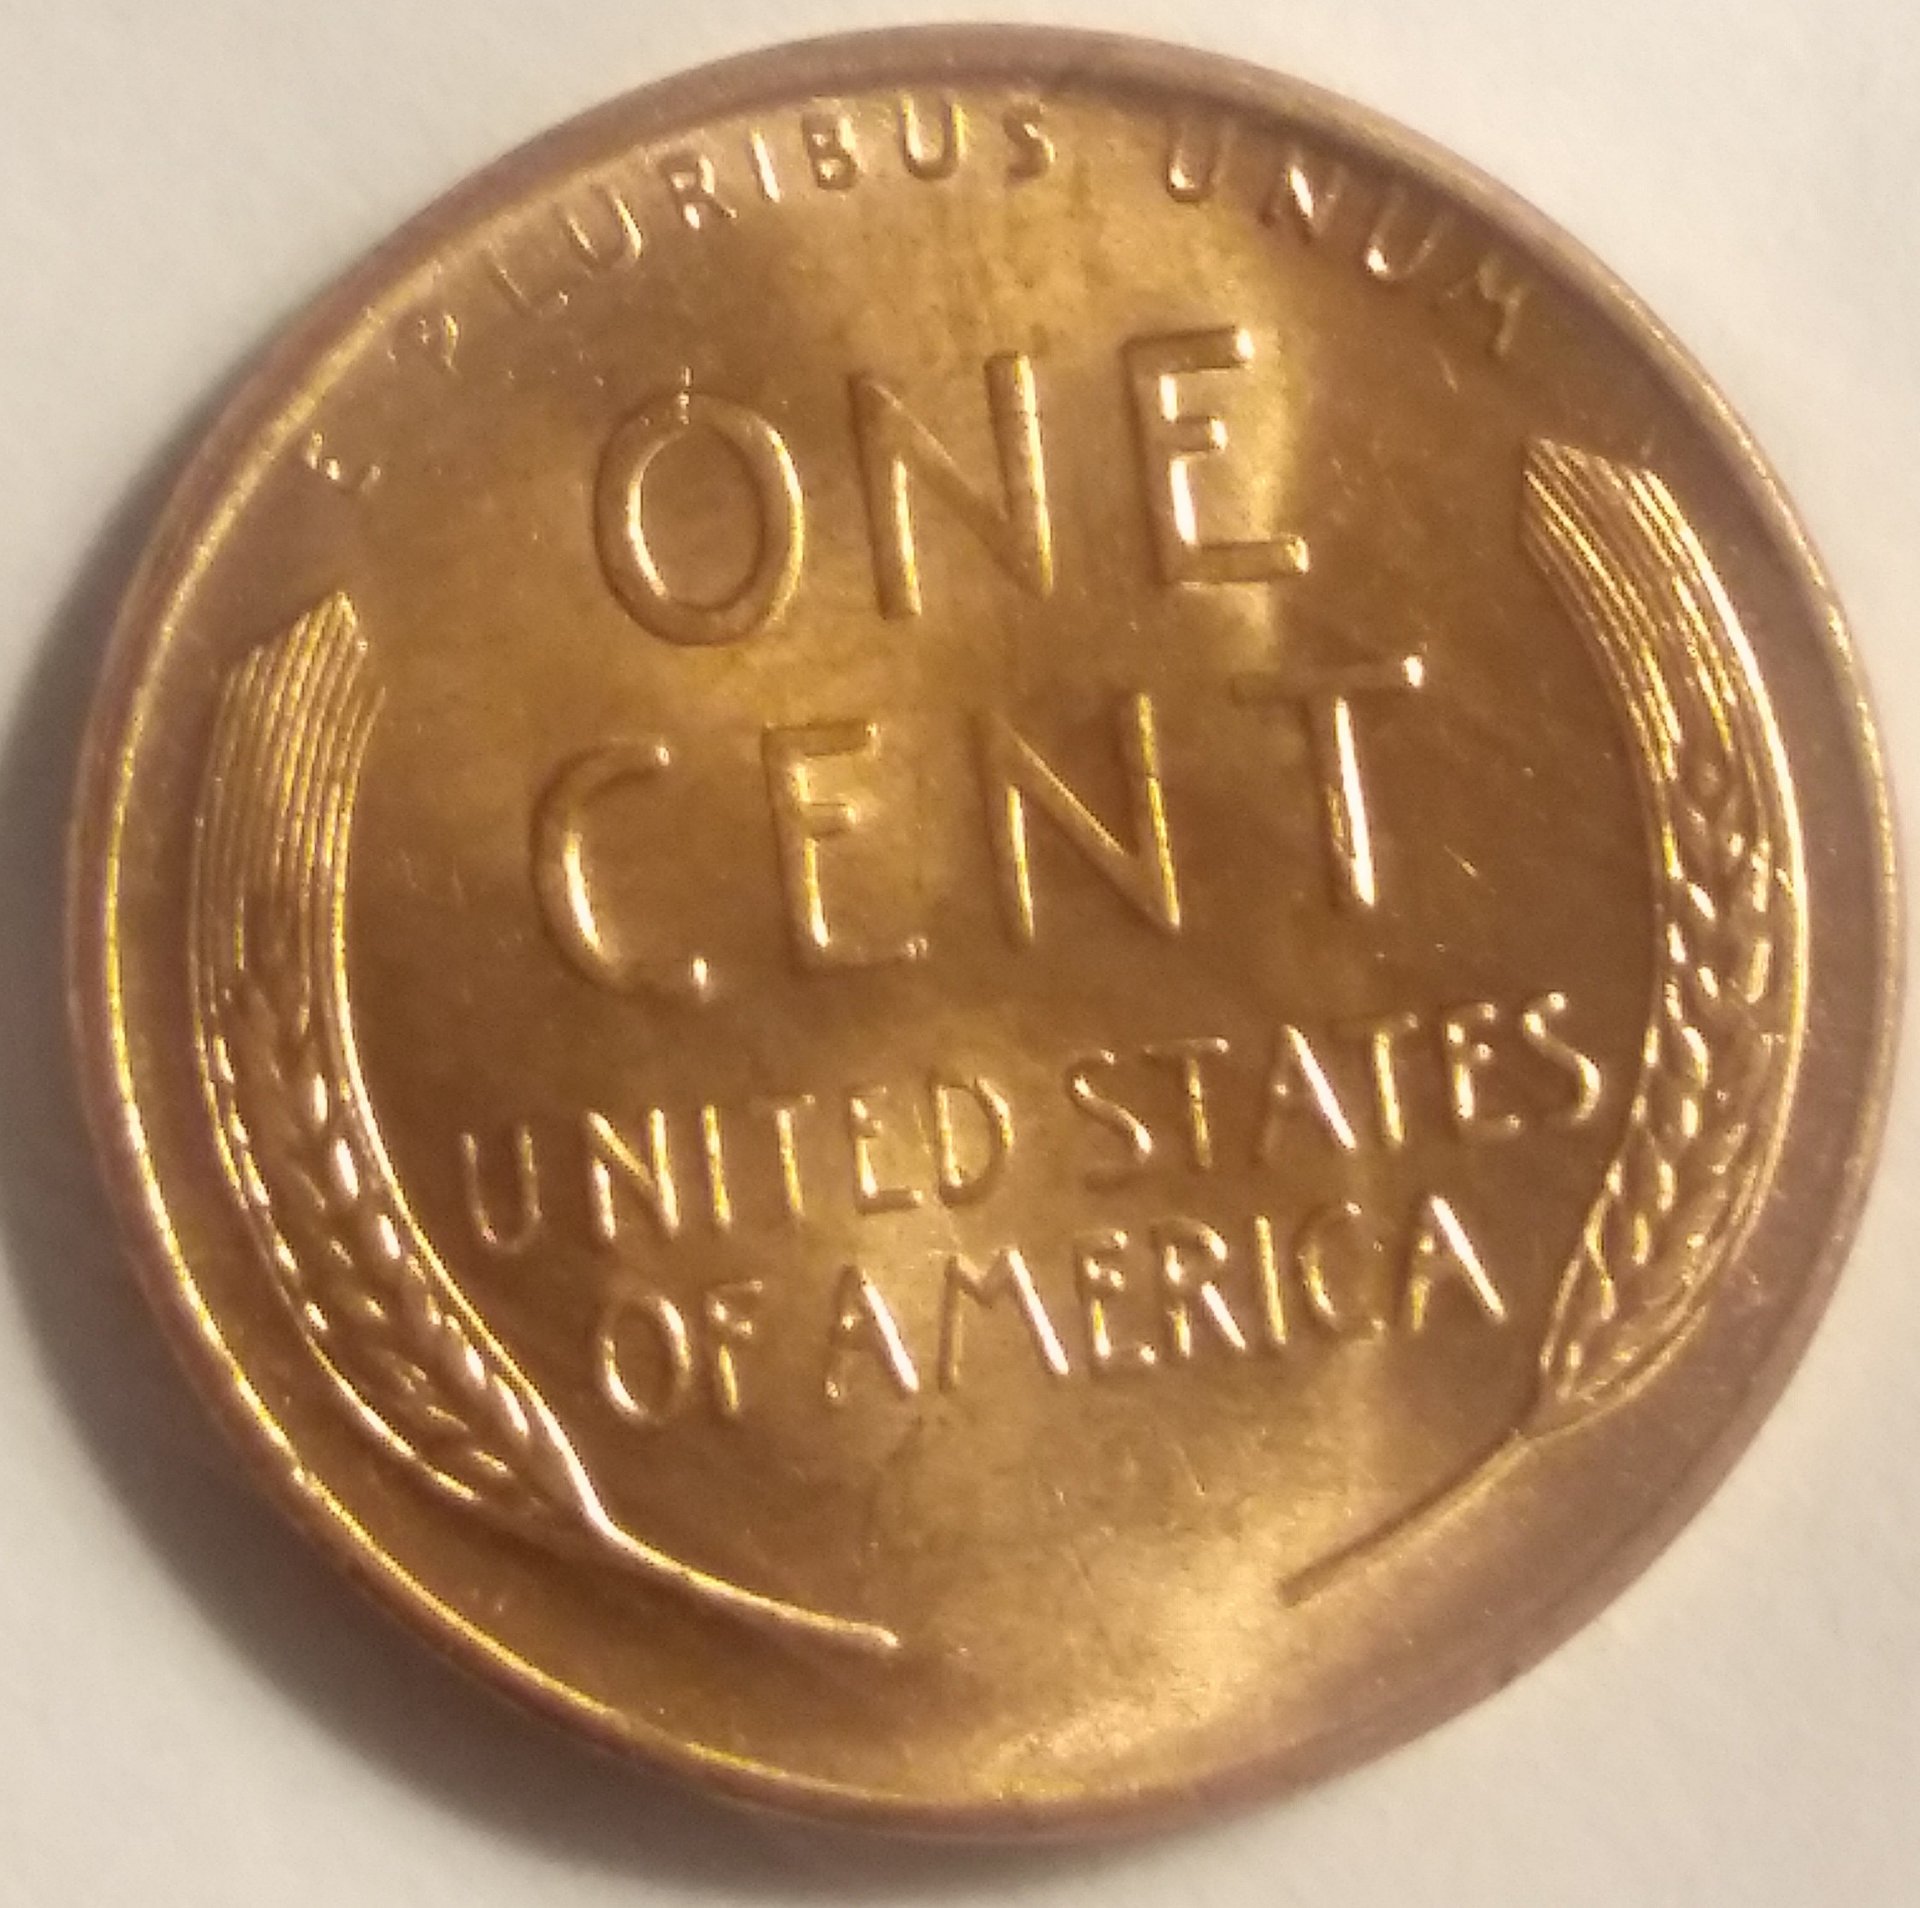 E PLURIBUS UNUM
ONE
CENT
UNITED STATES
OF AMERICA